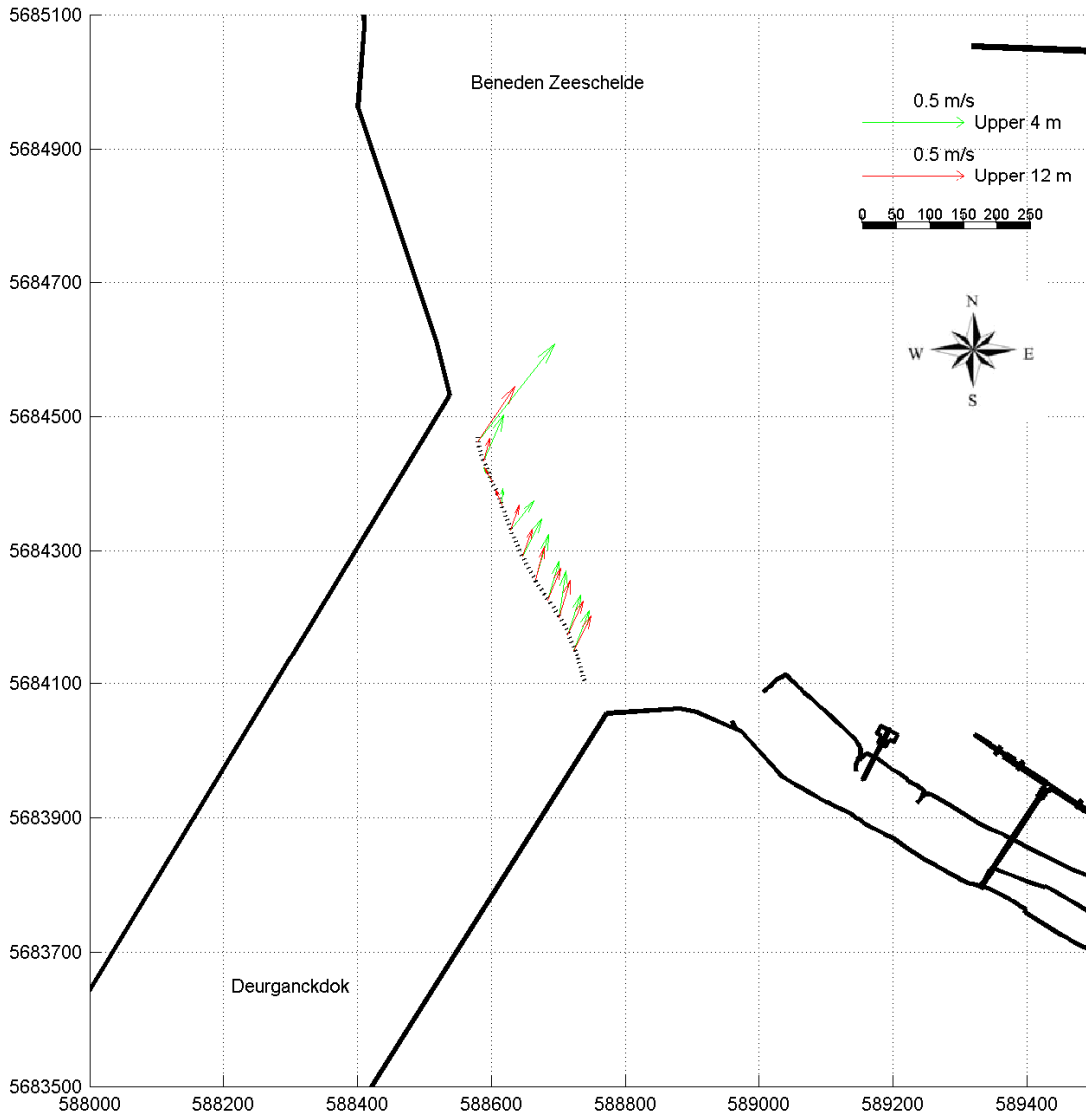 5685100
Beneden Zeeschelde
0.5 m/s
Upper 4 m
5684900
0.5 m/s
Upper 12 m
0 50 100 150 200 250
5684700
N
W E
S
5684500
5684300
5684100
5683900
5683700
Deurganckdok
5683500
588000 588200 588400 588600 588800 589000 589200 589400